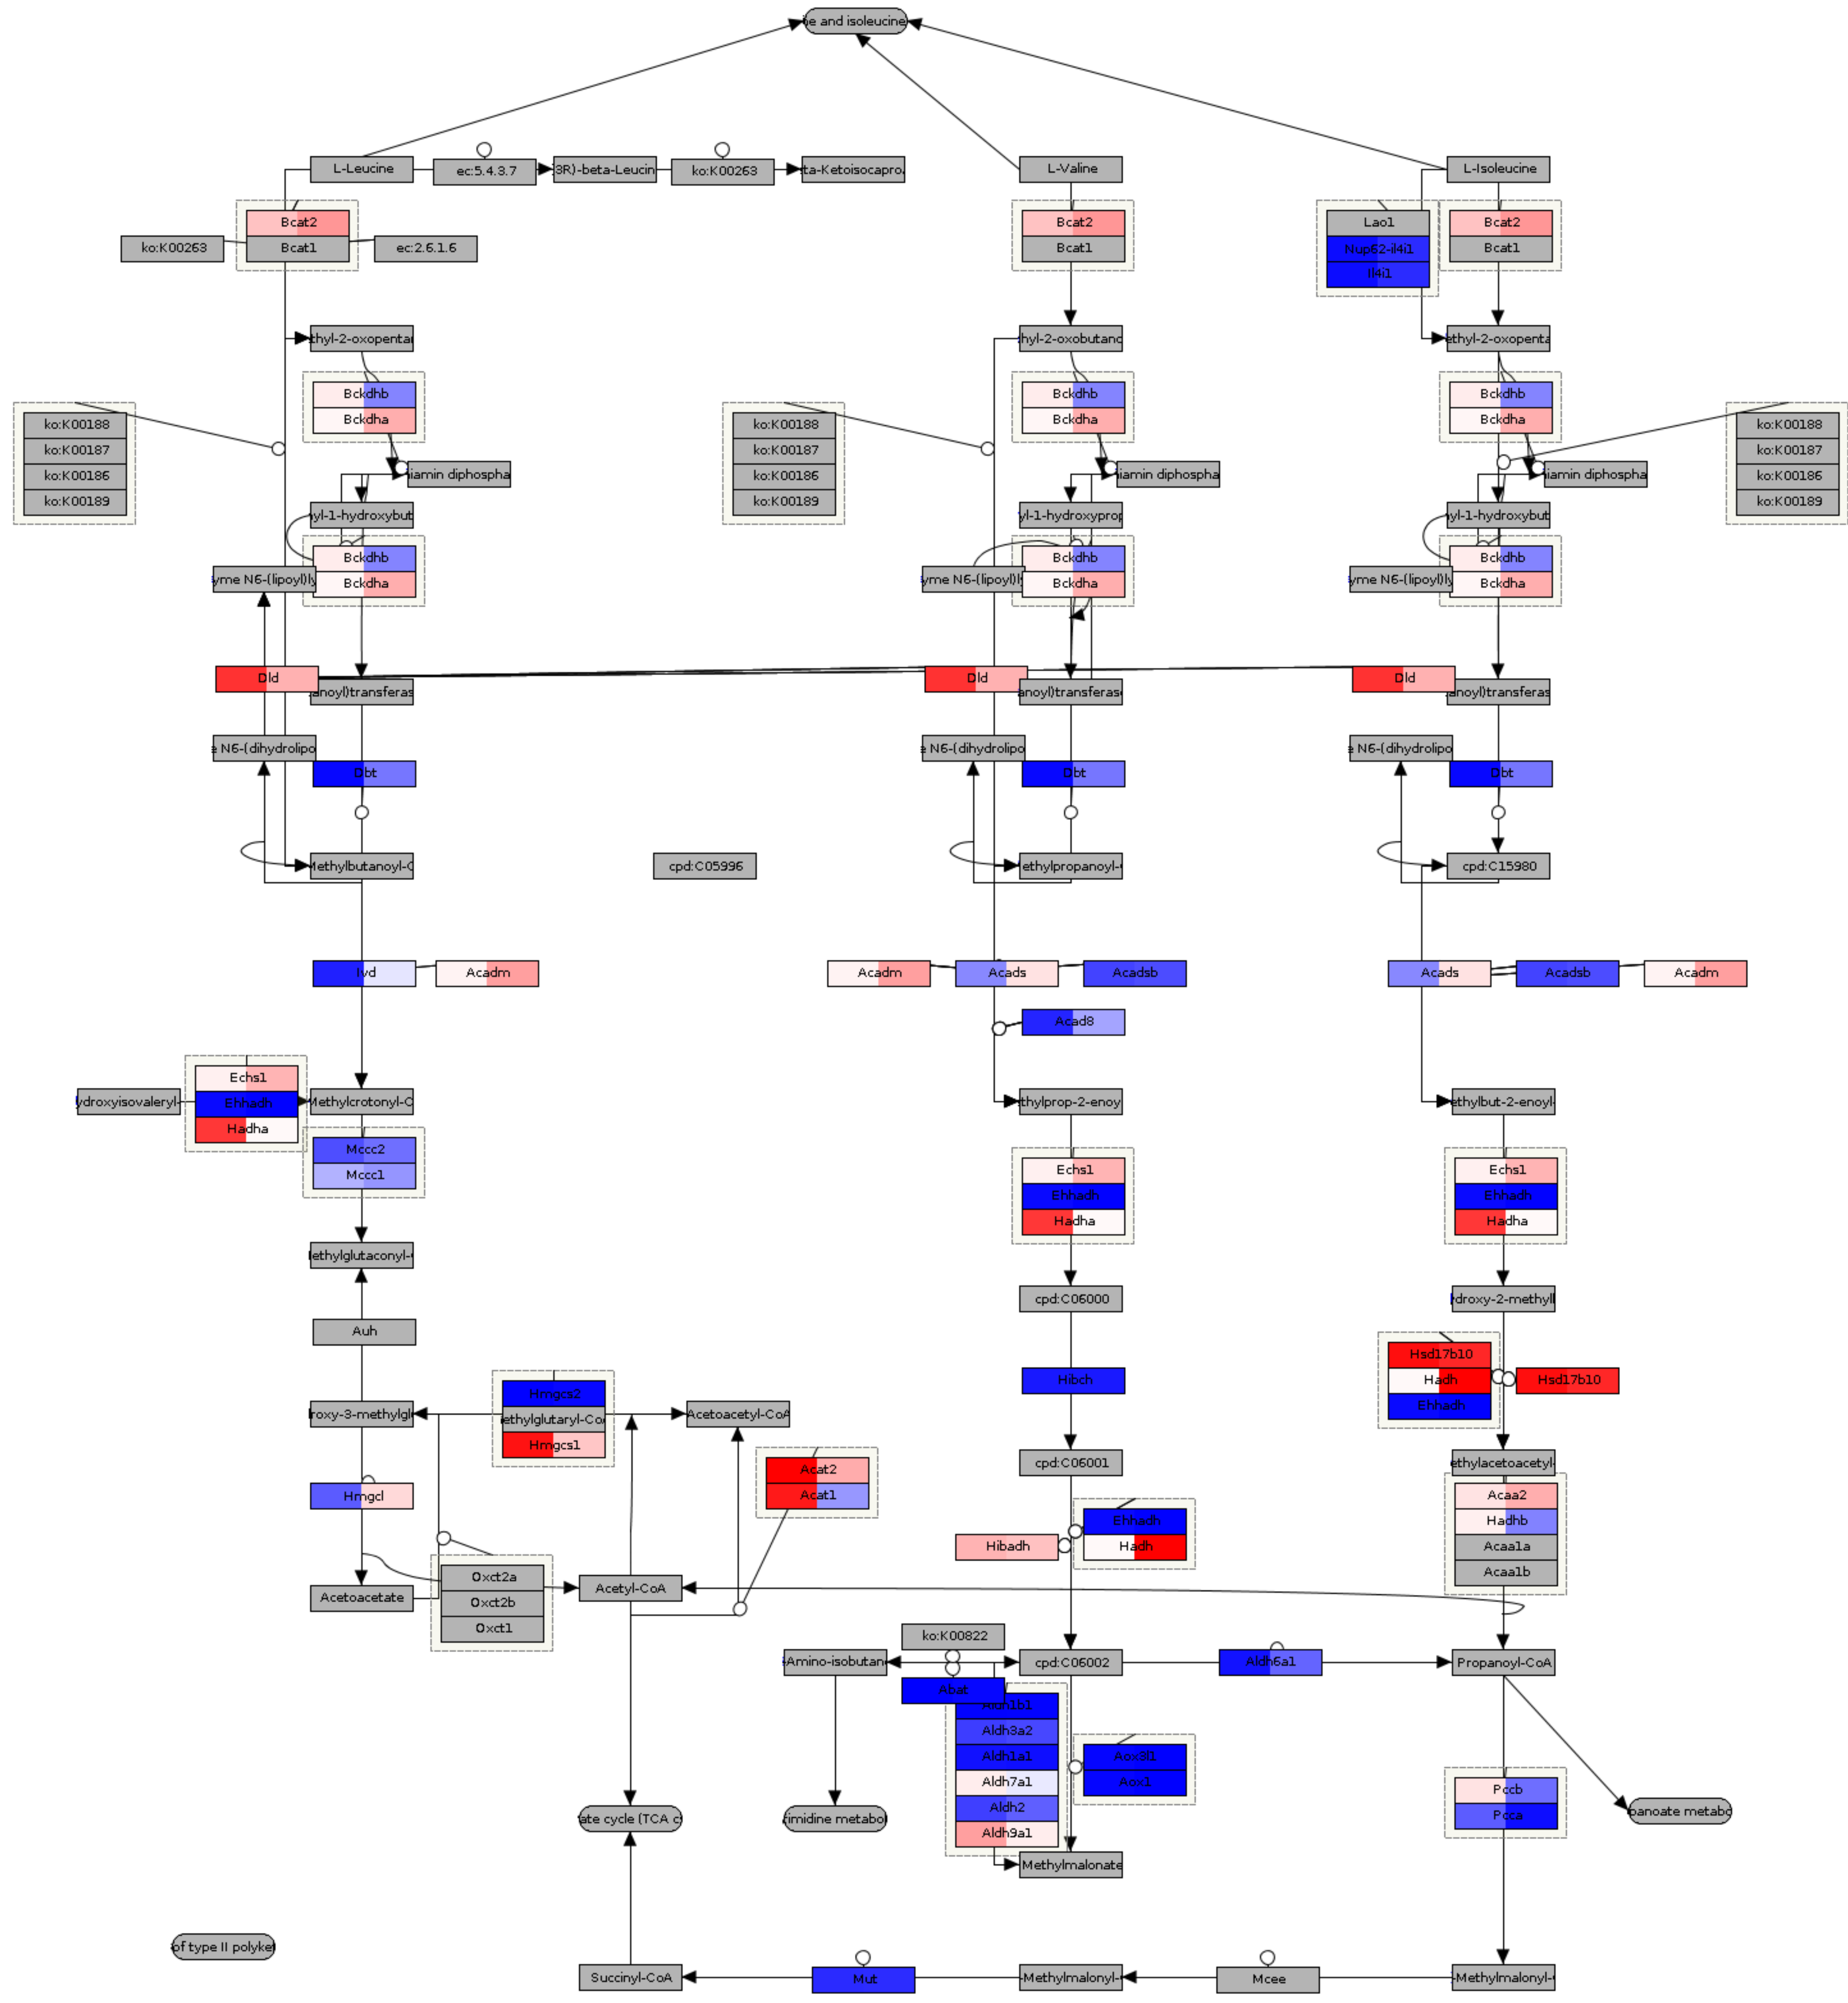 e and isoleucine
L-Leucine
ec:5.4.3.7
3R)-beta-Leucin
ko:K00263
ta-Ketoisocapro
L-Valine
L-Isoleucine
Bcat2
Bcat1
ko:K00263
ec:2.6.1.6
Bcat2
Bcat1
Lao1
Nup62-il4i1
Il4i1
Bcat2
Bcat1
thyl-2-oxopenta
hyl-2-oxobutano
ethyl-2-oxopenta
Bckdhb
Bckdha
Bckdhb
Bckdha
Bckdhb
Bckdha
ko:K00188
ko:K00187
ko:K00186
ko:K00189
ko:K00188
ko:K00187
ko:K00186
ko:K00189
ko:K00188
ko:K00187
ko:K00186
ko:K00189
iamin diphospha
iamin diphospha
iamin diphospha
yl-1-hydroxybut
yl-1-hydroxyprop
yl-1-hydroxybut
Bckdhb
Bckdha
Bckdhb
Bckdha
Bckdhb
Bckdha
yme N6-(lipoyl)ly
yme N6-(lipoyl)l
yme N6-(lipoyl)ly
Dld
Dld
Dld
anoyl)transferas
anoyl)transferas
anoyl)transferas
e N6-(dihydrolipo
e N6-(dihydrolipo
e N6-(dihydrolipo
Dbt
Dbt
Dbt
Methylbutanoyl-C
cpd:C05996
ethylpropanoyl-
cpd:C15980
Ivd
Acadm
Acadm
Acads
Acadsb
Acads
Acadsb
Acadm
Acad8
Echs1
Ehhadh
Hadha
ydroxyisovaleryl-
Methylcrotonyl-C
thylprop-2-enoy
ethylbut-2-enoyl-
Mccc2
Mccc1
Echs1
Ehhadh
Hadha
Echs1
Ehhadh
Hadha
lethylglutaconyl-
cpd:C06000
droxy-2-methyl
Auh
Hsd17b10
Hadh
Ehhadh
Hsd17b10
Hibch
Hmgcs2
ethylglutaryl-Co
Hmgcs1
roxy-3-methylgl
Acetoacetyl-CoA
cpd:C06001
ethylacetoacetyl-
Acat2
Acat1
Acaa2
Hadhb
Acaa1a
Acaa1b
Hmgcl
Ehhadh
Hadh
Hibadh
Oxct2a
Oxct2b
Oxct1
Acetoacetate
Acetyl-CoA
ko:K00822
Amino-isobutan
cpd:C06002
Aldh6a1
Propanoyl-CoA
Abat
Aldh1b1
Aldh3a2
Aldh1a1
Aldh7a1
Aldh2
Aldh9a1
Aox3l1
Aox1
Pccb
Pcca
ate cycle (TCA c
rimidine metabol
panoate metabo
Methylmalonate
of type II polyke
Succinyl-CoA
Mut
-Methylmalonyl-
Mcee
-Methylmalonyl-